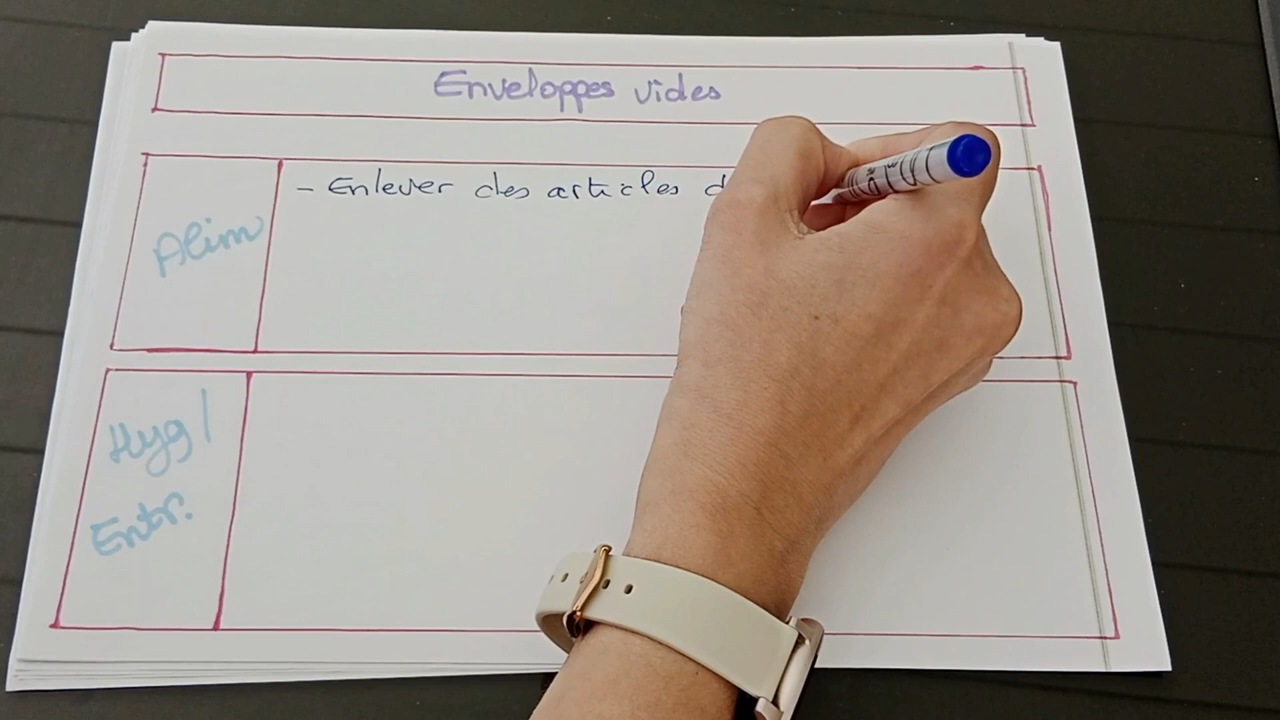 Enveloppes vides
Alim
- Enlever des articles d
Hyg/
Entr.